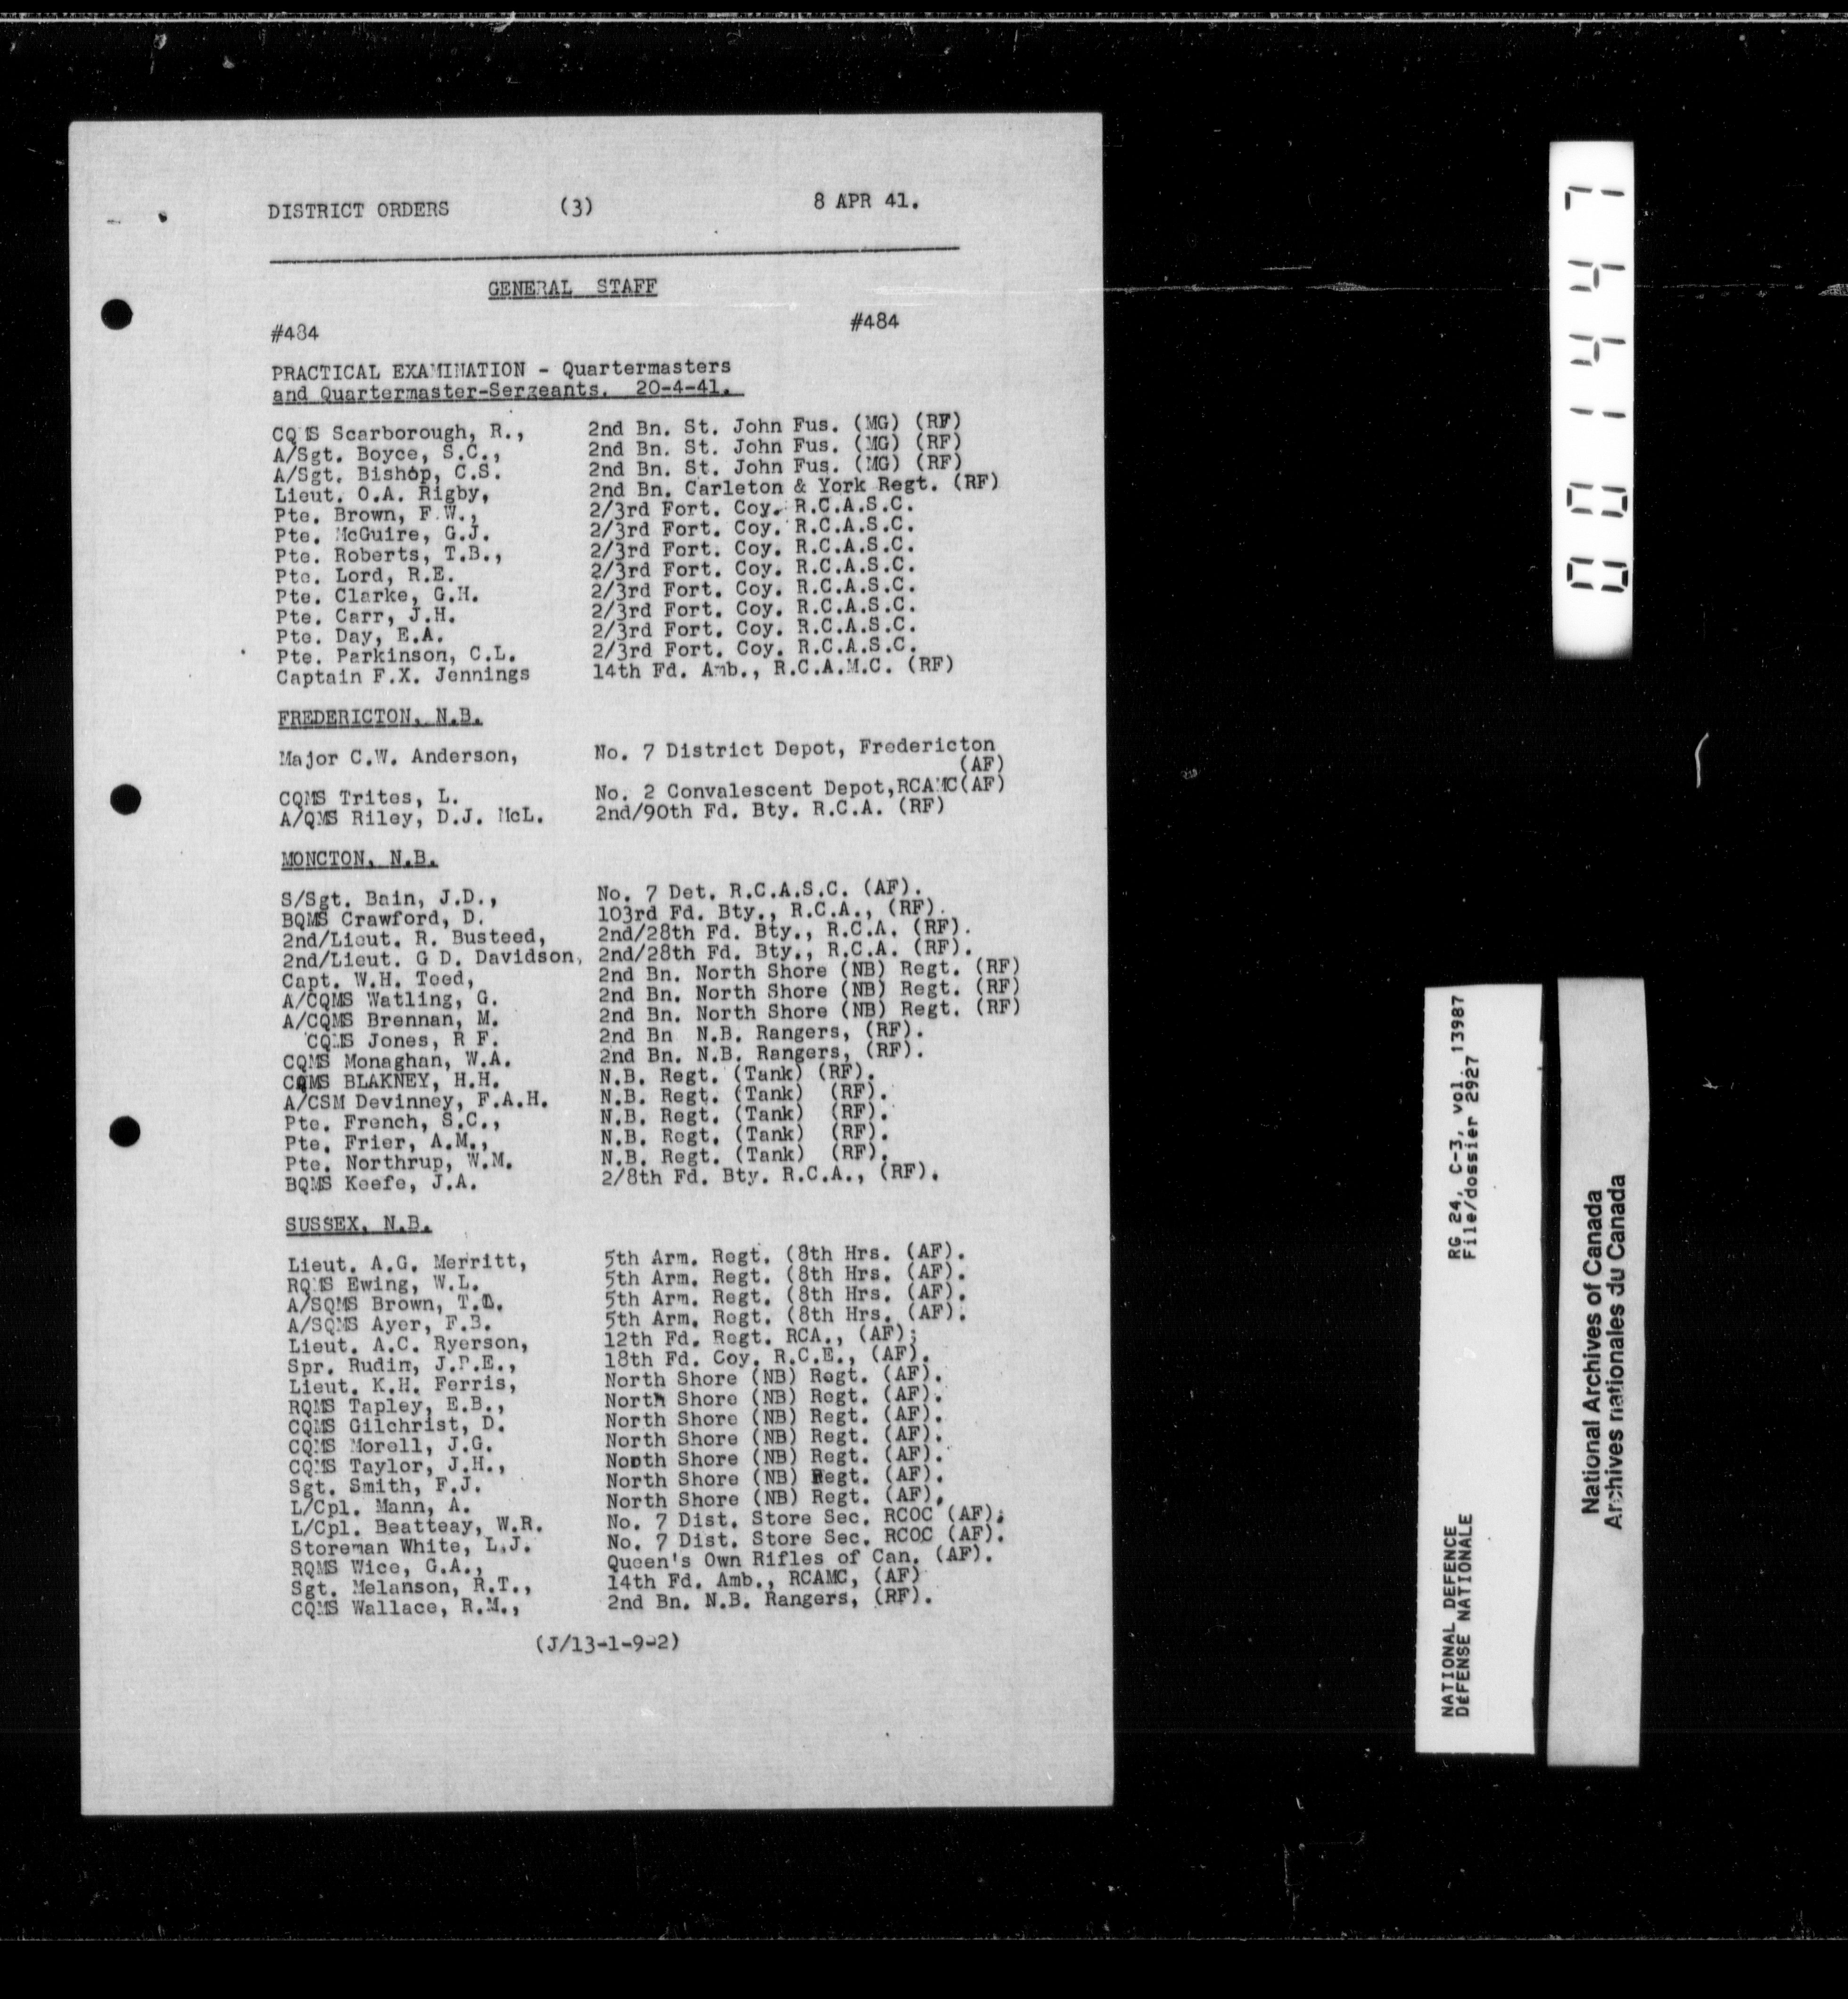 DISTRICT ORDERS (3) 8 APR 41.
GENERAL STAFF
#484 #484
PRACTICAL EXAMINATION - Quartermasters
and Quartermaster-Sergeants. 20-4-41.
CQMS Scarborough, R., 2nd Bn. St. John Fus. (MG) (RF)
A/Sgt. Boyce, S.C., 2nd Bn. St. John Fus. (MG) (RF)
A/Sgt. Bishop, C.S. 2nd Bn. St. John Fus. (MG) (RF)
Lieut. O.A. Rigby, 2nd Bn. Carleton & York Regt. (RF)
Pte. Brown, F.W., 2/3rd Fort. Coy. R.C.A.S.C.
Pte. McGuire, G.J. 2/3rd Fort. Coy. R.C.A.S.C.
Pte. Roberts, T.B., 2/3rd Fort. Coy. R.C.A.S.C.
Pte. Lord, R.E. 2/3rd Fort. Coy. R.C.A.S.C.
Pte. Clarke, G.H. 2/3rd Fort. Coy. R.C.A.S.C.
Pte. Carr, J.H. 2/3rd Fort. Coy. R.C.A.S.C.
Pte. Day, E.A. 2/3rd Fort. Coy. R.C.A.S.C.
Pte. Parkinson, C.L. 2/3rd Fort. Coy. R.C.A.S.C.
Captain F.X. Jennings 14th Fd. Amb., R.C.A.M.C. (RF)
FREDERICTON, N.B.
Major C.W. Anderson, No. 7 District Depot, Fredericton
(AF)
CQMS Trites, L. No. 2 Convalescent Depot,RCAMC(AF)
A/QMS Riley, D.J. McL. 2nd/90th Fd. Bty. R.C.A. (RF)
MONCTON, N.B.
S/Sgt. Bain, J.D., No. 7 Det. R.C.A.S.C. (AF).
BQMS Crawford, D. 103rd Fd. Bty., R.C.A., (RF).
2nd/Lieut. R. Busteed, 2nd/28th Fd. Bty., R.C.A. (RF).
2nd/Lieut. G D. Davidson, 2nd/28th Fd. Bty., R.C.A. (RF).
Capt. W.H. Teed, 2nd Bn. North Shore (NB) Regt. (RF)
A/CQMS Watling, G. 2nd Bn. North Shore (NB) Regt. (RF)
A/CQMS Brennan, M. 2nd Bn. North Shore (NB) Regt. (RF)
CQMS Jones, R F. 2nd Bn N.B. Rangers, (RF).
CQMS Monaghan, W.A. 2nd Bn. N.B. Rangers, (RF).
CQMS BLAKNEY, H.H. N.B. Regt. (Tank) (RF).
A/CSM Devinney, F.A.H. N.B. Regt. (Tank) (RF).
Pte. French, S.C., N.B. Regt. (Tank) (RF).
Pte. Frier, A.M., N.B. Regt. (Tank) (RF).
Pte. Northrup, W.M. N.B. Regt. (Tank) (RF).
BQMS Keefe, J.A. 2/8th Fd. Bty. R.C.A., (RF).
SUSSEX, N.B.
Lieut. A.G. Merritt, 5th Arm. Regt. (8th Hrs. (AF).
RQMS Ewing, W.L. 5th Arm. Regt. (8th Hrs. (AF).
A/SQMS Brown, 5th Arm. Regt. (8th Hrs. (AF).
A/SQMS Ayer, F.B. 5th Arm. Regt. (8th Hrs. (AF).
Lieut. A.C. Ryerson, 12th Fd. Regt. RCA., (AF);
Spr. Rudin, 18th Fd. Coy. R.C.E., (AF).
Lieut. K.H. Ferris, North Shore (NB) Regt. (AF).
RQMS Tapley, E.B., North Shore (NB) Regt. (AF).
CQMS Gilchrist, D. North Shore (NB) Regt. (AF).
CQMS Morell, J.G. North Shore (NB) Regt. (AF).
CQMS Taylor, J.H., North Shore (NB) Regt. (AF).
Sgt. Smith, F.J. North Shore (NB) Regt. (AF).
L/Cpl. Mann, A. North Shore (NB) Regt. (AF),
L/Cpl. Beatteay, W.R. No. 7 Dist. Store Sec. RCOC (AF);
Storeman White, L.J. No. 7 Dist. Store Sec. RCOC (AF).
RQMS Wice, G.A., Queen's Own Rifles of Can. (AF).
Sgt. Melanson, R.T., 14th Fd. Amb., RCAMC, (AF)
CQMS Wallace, R.M., 2nd Bn. N.B. Rangers, (RF).
(J/13-1-9-2)
001447
NATIONAL DEFENCE RG 24, C-3, vol. 13987
DÉFENSE NATIONALE File/dossier 2927
National Archives of Canada
Archives nationales du Canada